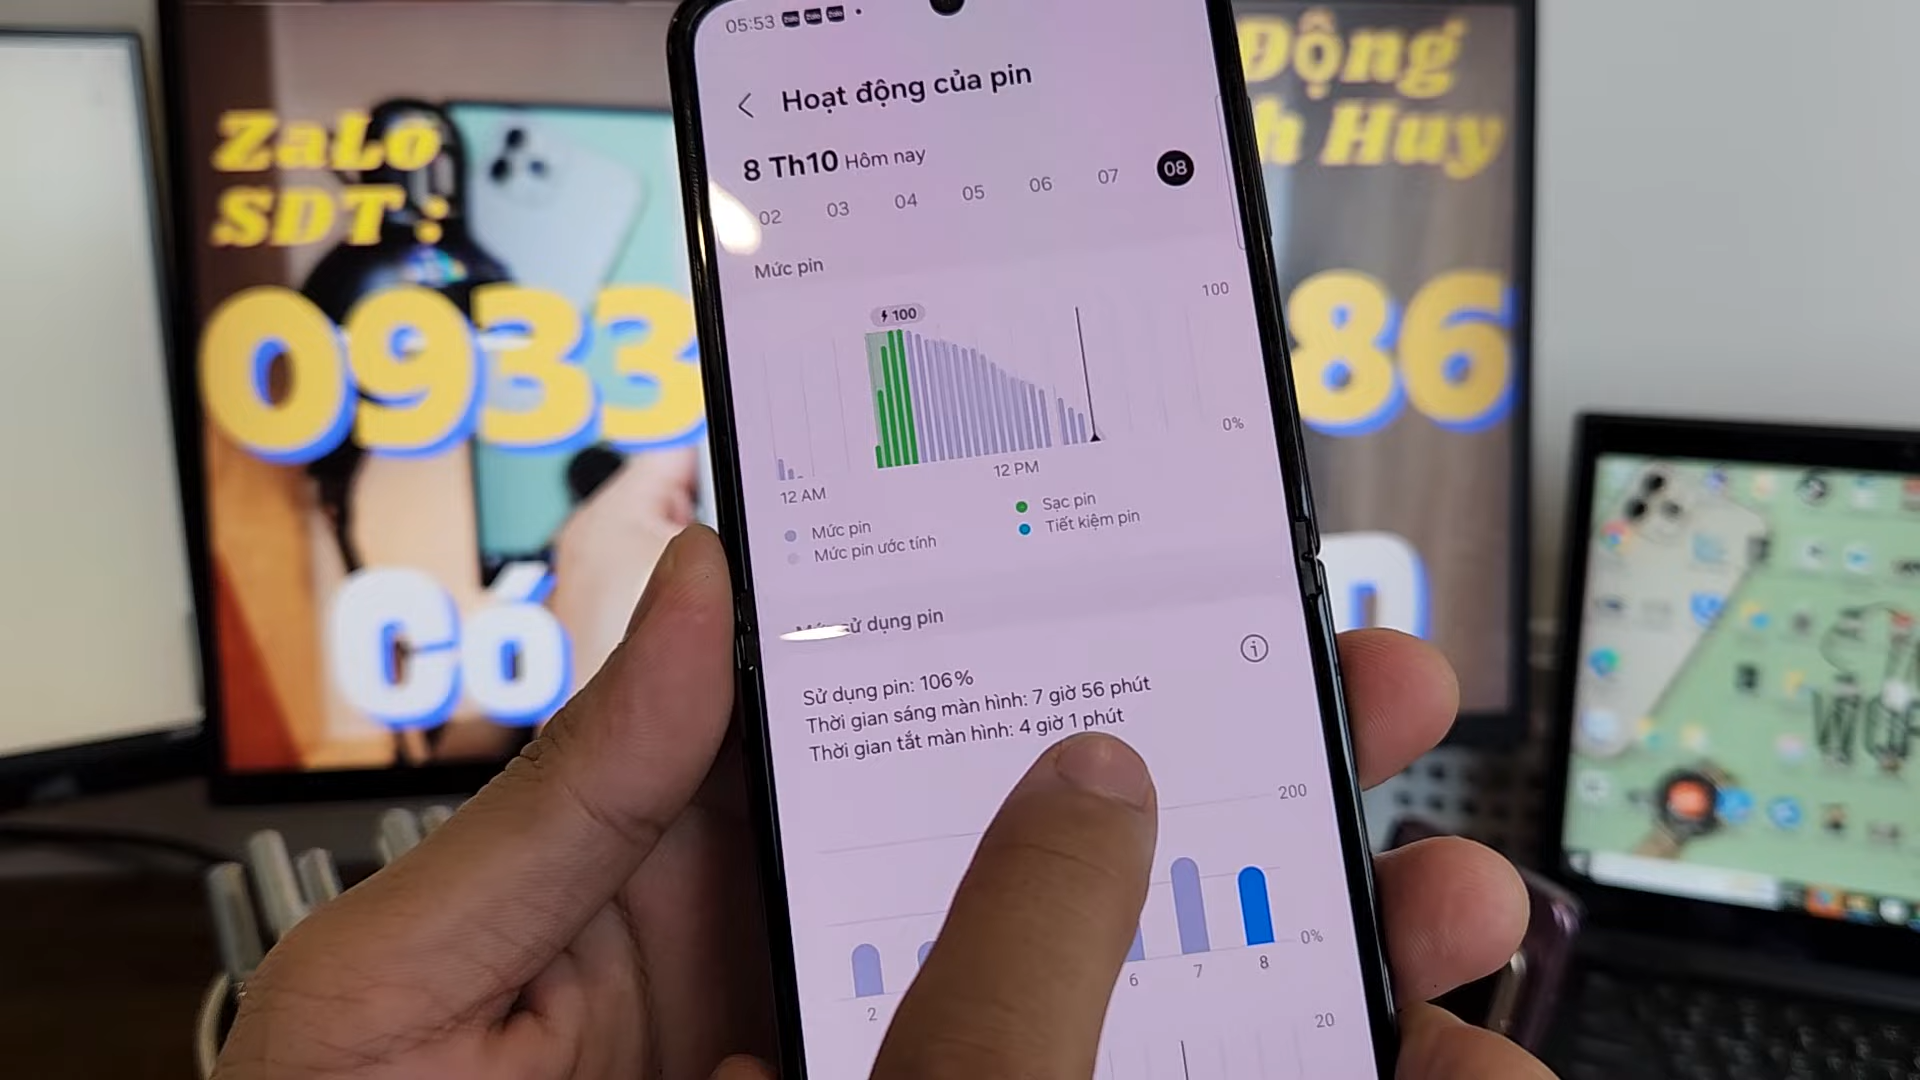 05:53
Hoạt động của pin
8 Th10 Hôm nay
02 03 04 05 06 07 08
Mức pin
100
100
0%
12 AM
12 PM
Mức pin
Sạc pin
Mức pin ước tính
Tiết kiệm pin
sử dụng pin
Sử dụng pin: 106%
Thời gian sáng màn hình: 7 giờ 56 phút
Thời gian tắt màn hình: 4 giờ 1 phút
200
0%
2 6 7 8
20
ZaLo
SDT :
0933
Có
Động
h Huy
86